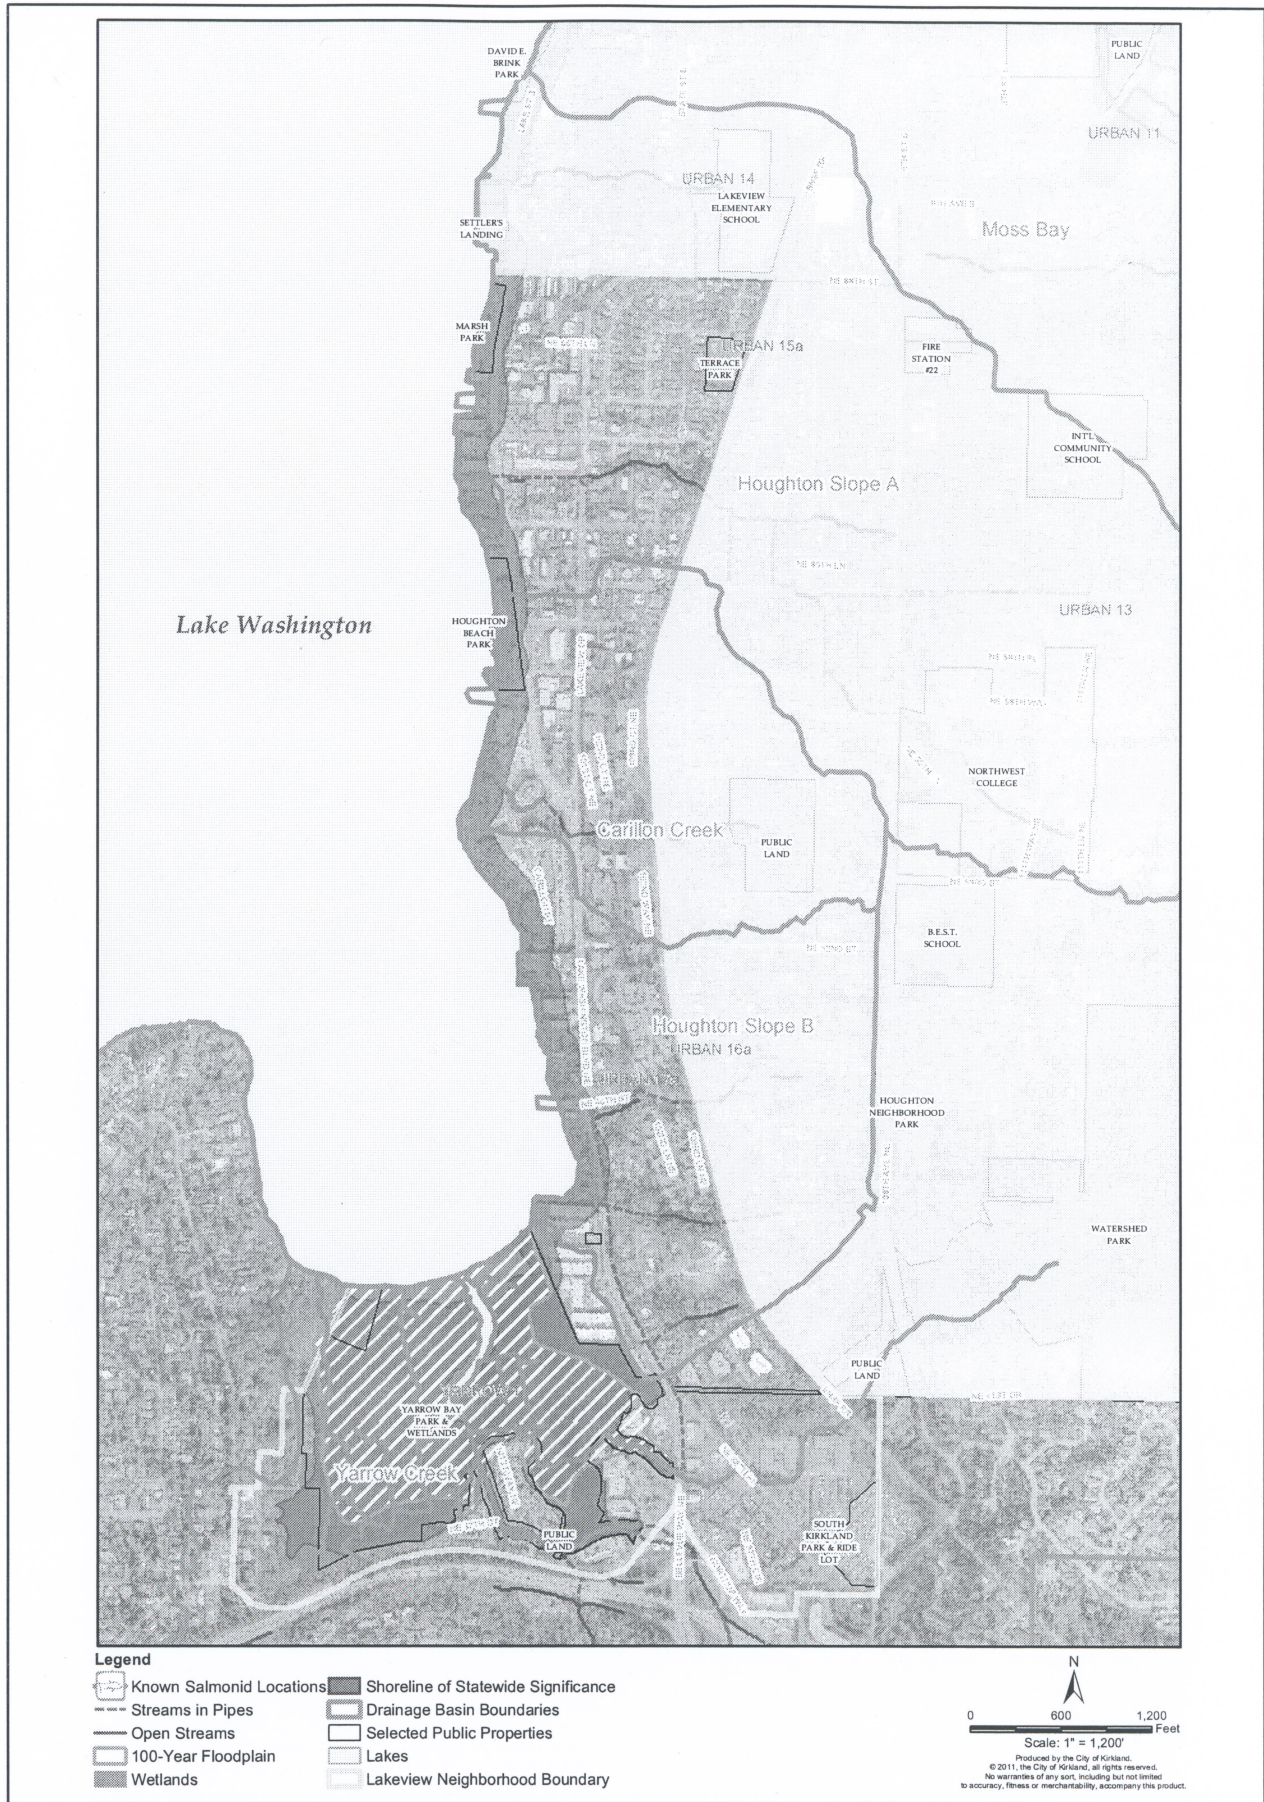 DAVID E.
BRINK
PARK
PUBLIC
LAND
URBAN 11
URBAN 14
LAKEVIEW
ELEMENTARY
SCHOOL
SETTLER'S
LANDING
Moss Bay
NE 68TH ST
MARSH
PARK
URBAN 15a
TERRACE
PARK
FIRE
STATION
#22
INT'L
COMMUNITY
SCHOOL
Houghton Slope A
URBAN 13
Lake Washington
HOUGHTON
BEACH
PARK
NORTHWEST
COLLEGE
Carillon Creek
PUBLIC
LAND
B.E.S.T.
SCHOOL
Houghton Slope B
URBAN 16a
HOUGHTON
NEIGHBORHOOD
PARK
WATERSHED
PARK
PUBLIC
LAND
YARROW BAY
PARK &
WETLANDS
Yarrow Creek
PUBLIC
LAND
SOUTH
KIRKLAND
PARK & RIDE
LOT
Legend
Known Salmonid Locations
Streams in Pipes
Open Streams
100-Year Floodplain
Wetlands
Shoreline of Statewide Significance
Drainage Basin Boundaries
Selected Public Properties
Lakes
Lakeview Neighborhood Boundary
N
0 600 1,200
Feet
Scale: 1" = 1,200'
Produced by the City of Kirkland.
© 2011, the City of Kirkland, all rights reserved.
No warranties of any sort, including but not limited
to accuracy, fitness or merchantability, accompany this product.